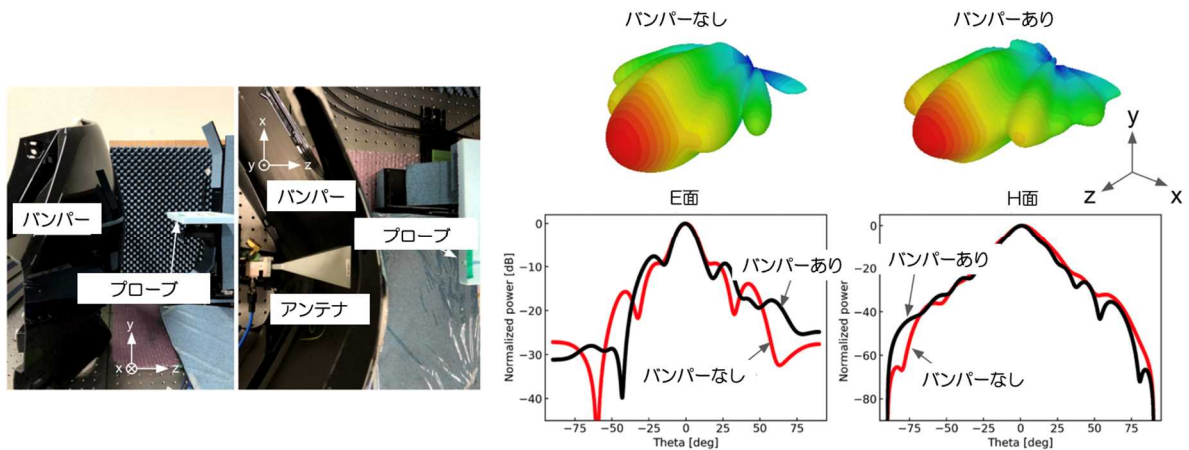 バンパー
プローブ
y
x
z
x
y
z
バンパー
プローブ
アンテナ
バンパーなし
バンパーあり
y
z
x
E面
Normalized power [dB]
0
−10
−20
−30
−40
バンパーあり
バンパーなし
−75
−50
−25
0
25
50
75
Theta [deg]
H面
Normalized power
0
−20
−40
−60
−80
バンパーあり
バンパーなし
−75
−50
−25
0
25
50
75
Theta [deg]